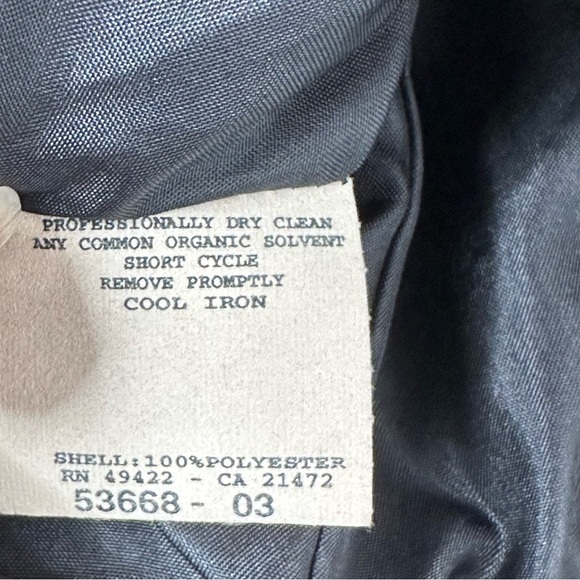 PROFESSIONALLY DRY CLEAN
ANY COMMON ORGANIC SOLVENT
SHORT CYCLE
REMOVE PROMPTLY
COOL IRON
SHELL:100%POLYESTER
RN 49422 - CA 21472
53668 - 03